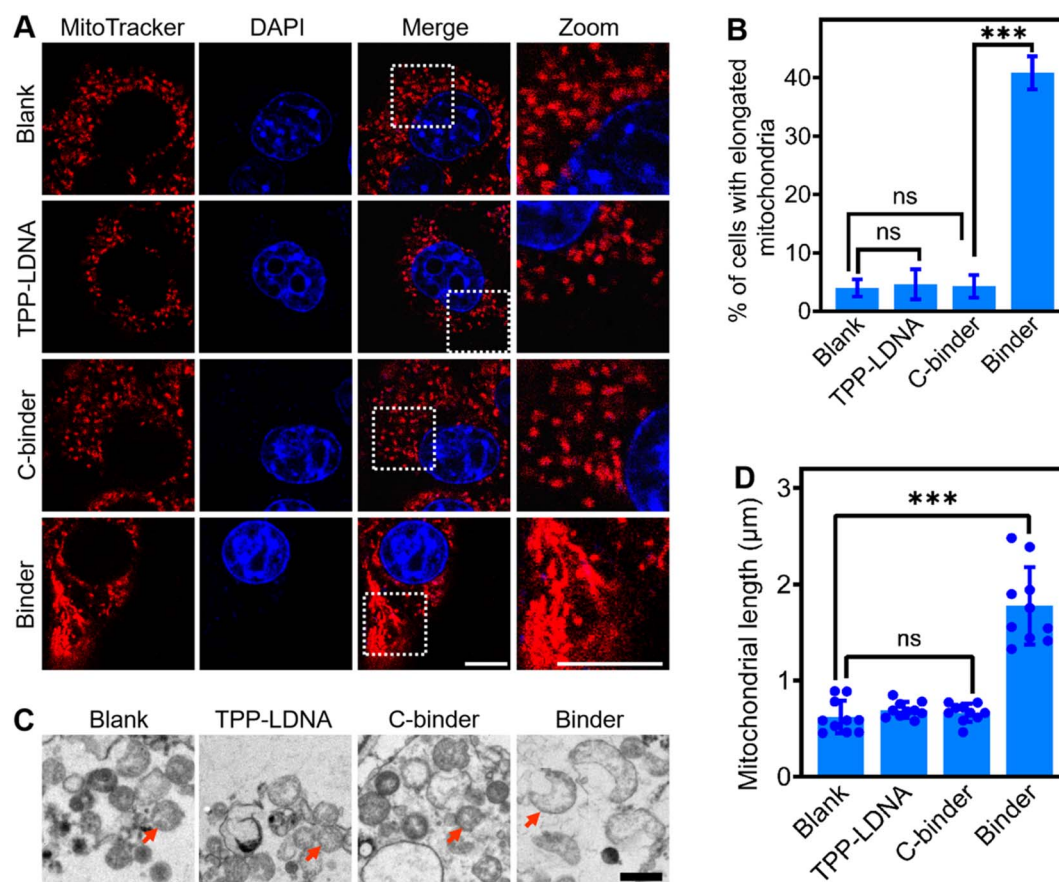 A
MitoTracker DAPI Merge Zoom
Blank
TPP-LDNA
C-binder
Binder
B
% of cells with elongated
mitochondria
40
30
20
10
0
***
ns
ns
Blank
TPP-LDNA
C-binder
Binder
C
Blank TPP-LDNA C-binder Binder
D
Mitochondrial length (μm)
3
2
1
0
***
ns
Blank
TPP-LDNA
C-binder
Binder